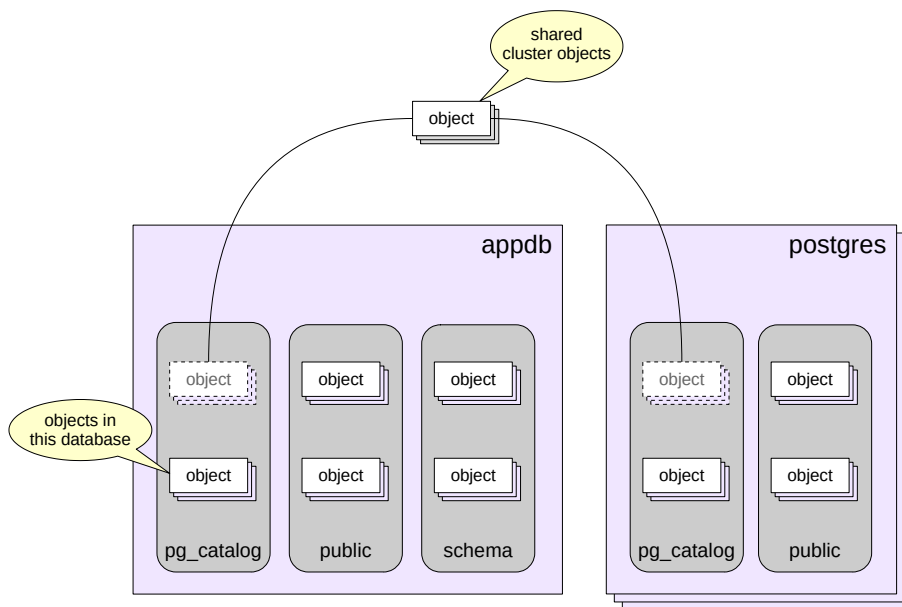 shared
cluster objects
object
appdb
postgres
object
object
object
object
object
objects in
this database
object
object
object
object
object
pg_catalog
public
schema
pg_catalog
public